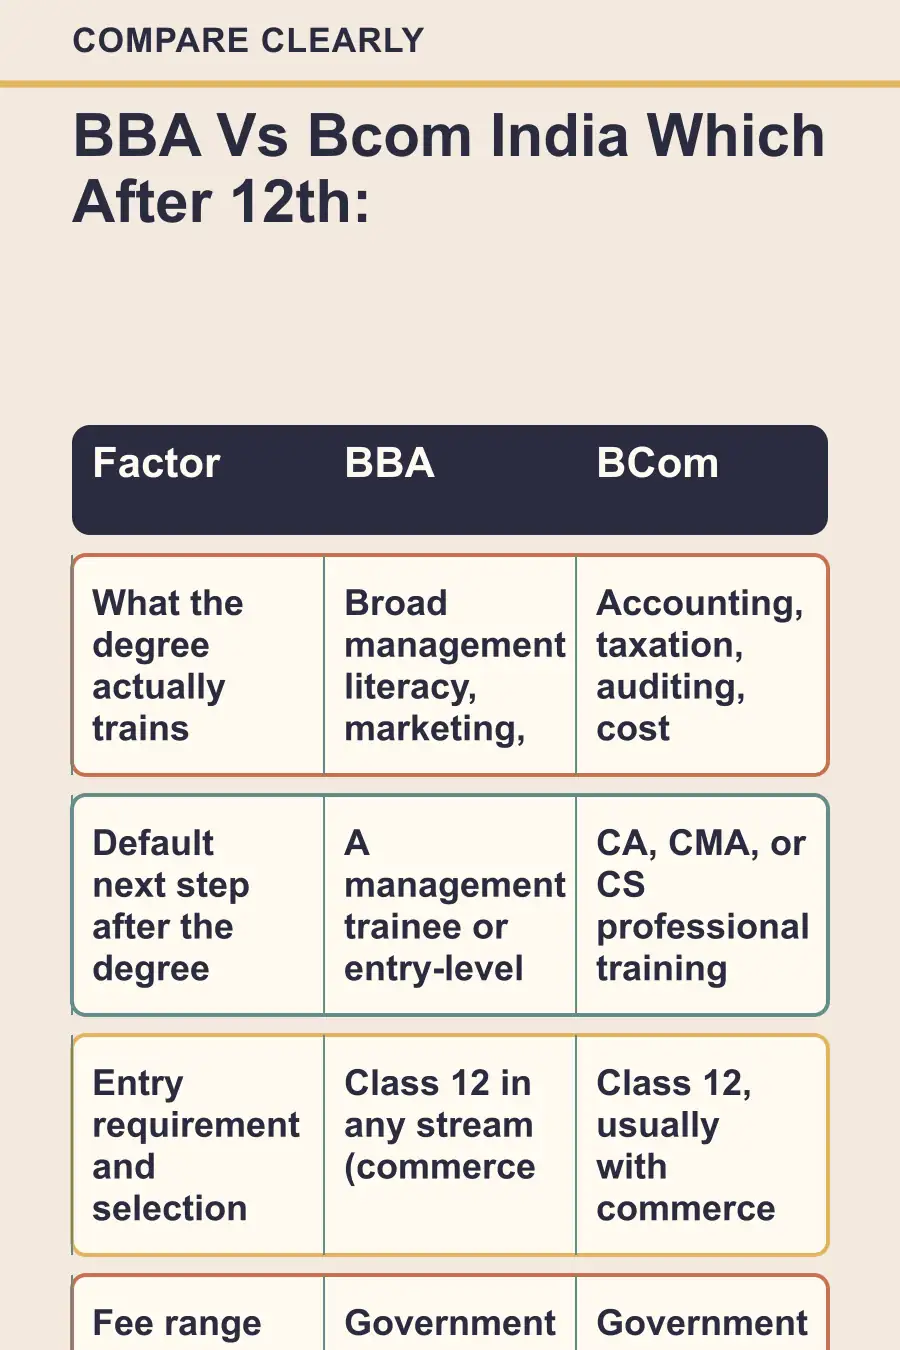 COMPARE CLEARLY
BBA Vs Bcom India Which
After 12th:
Factor
BBA
BCom
What the
degree
actually
trains
Broad
management
literacy,
marketing,
Accounting,
taxation,
auditing,
cost
Default
next step
after the
degree
A
management
trainee or
entry-level
CA, CMA, or
CS
professional
training
Entry
requirement
and
selection
Class 12 in
any stream
(commerce
Class 12,
usually
with
commerce
Fee range
Government
Government